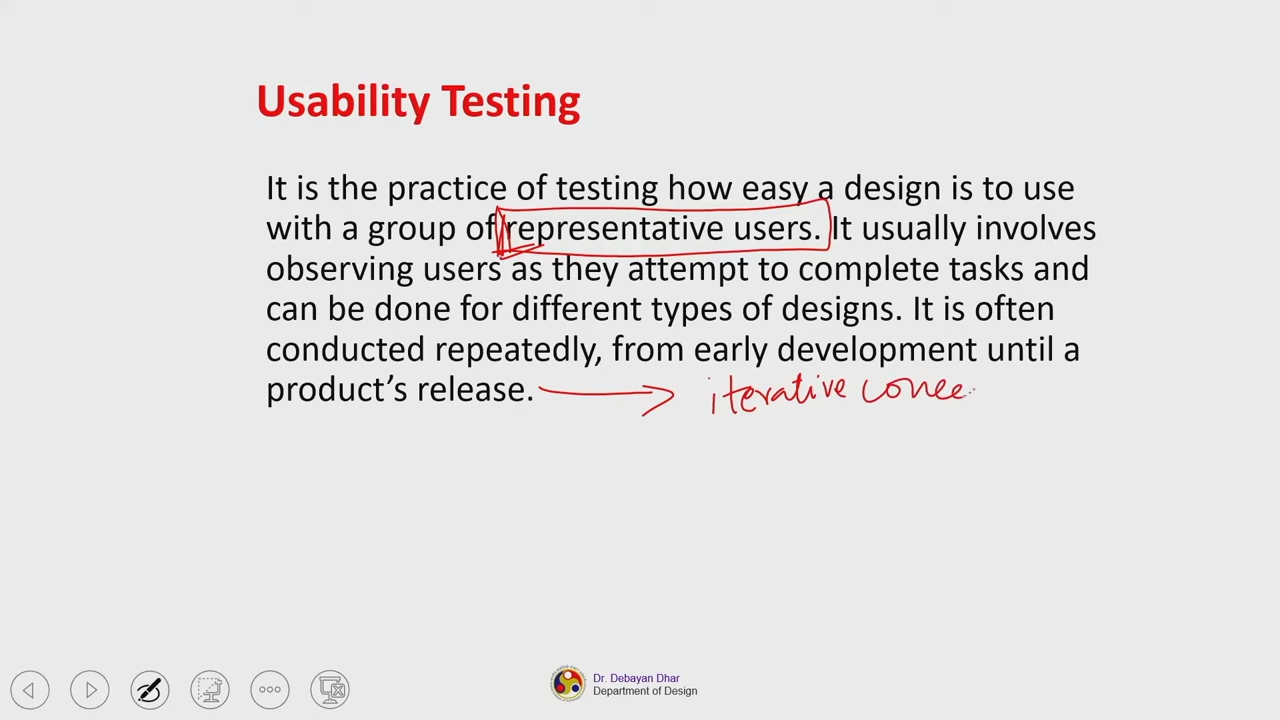 Usability Testing
It is the practice of testing how easy a design is to use
with a group of representative users. It usually involves
observing users as they attempt to complete tasks and
can be done for different types of designs. It is often
conducted repeatedly, from early development until a
product's release. iterative
Dr. Debayan Dhar
Department of Design